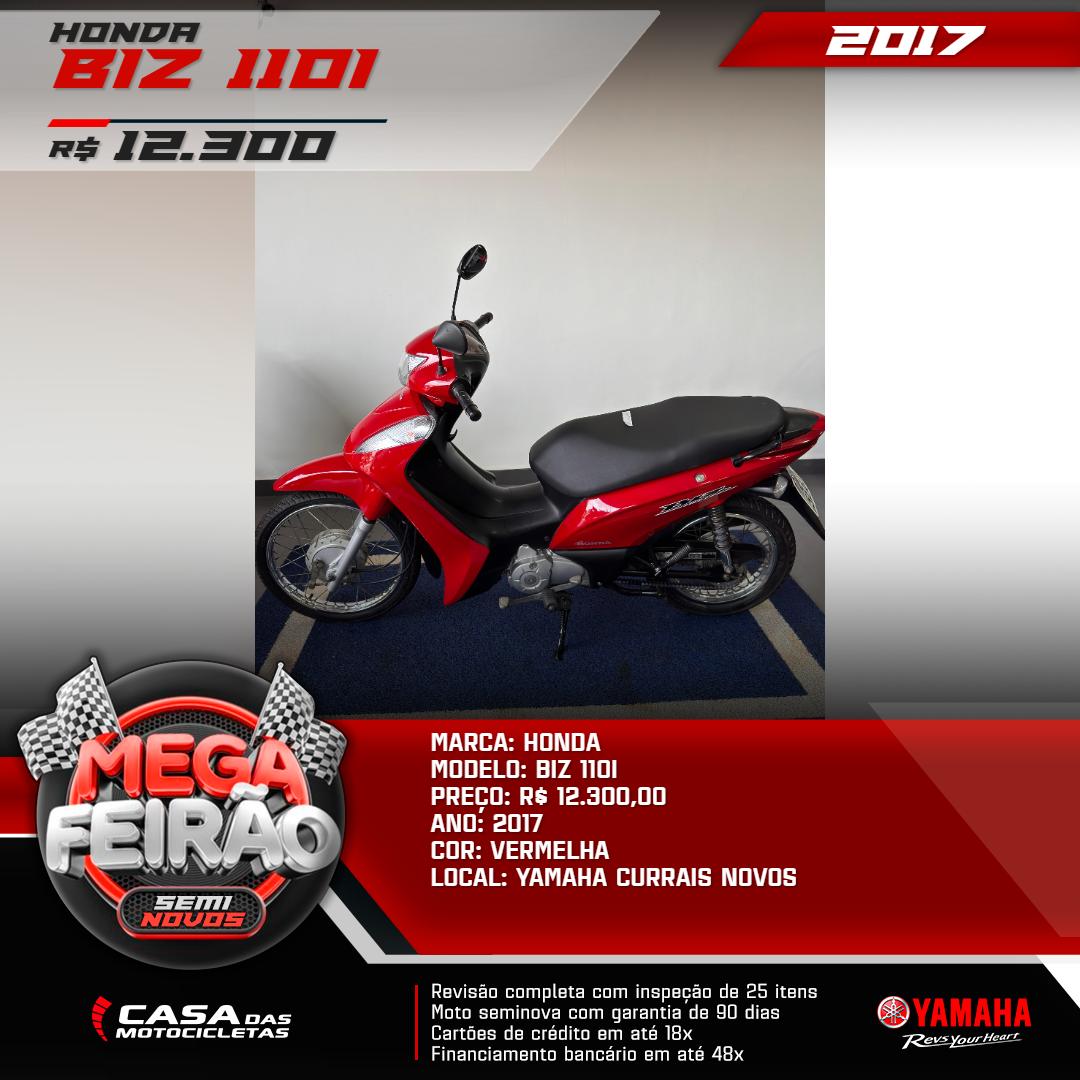 HONDA
BIZ 110I
R$ 12.300
2017
HONDA
MEGA
FEIRÃO
SEMI
NOVOS
MARCA: HONDA
MODELO: BIZ 110I
PREÇO: R$ 12.300,00
ANO: 2017
COR: VERMELHA
LOCAL: YAMAHA CURRAIS NOVOS
CASA DAS
MOTOCICLETAS
Revisão completa com inspeção de 25 itens
Moto seminova com garantia de 90 dias
Cartões de crédito em até 18x
Financiamento bancário em até 48x
YAMAHA
Revs Your Heart